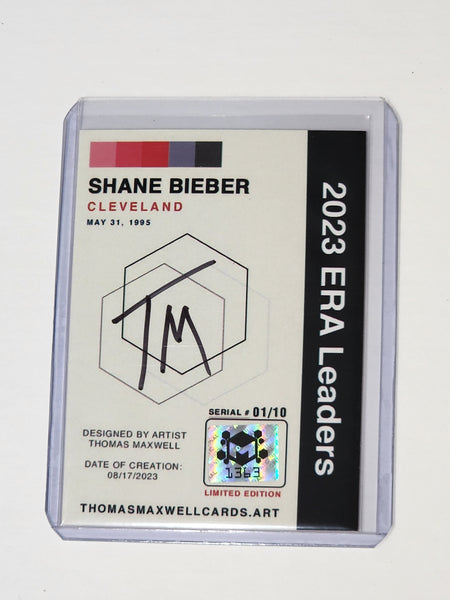 SHANE BIEBER
CLEVELAND
MAY 31, 1995
TM
SERIAL # 01/10
DESIGNED BY ARTIST
THOMAS MAXWELL
DATE OF CREATION:
08/17/2023
1363
LIMITED EDITION
THOMASMAXWELLCARDS.ART
2023 ERA Leaders